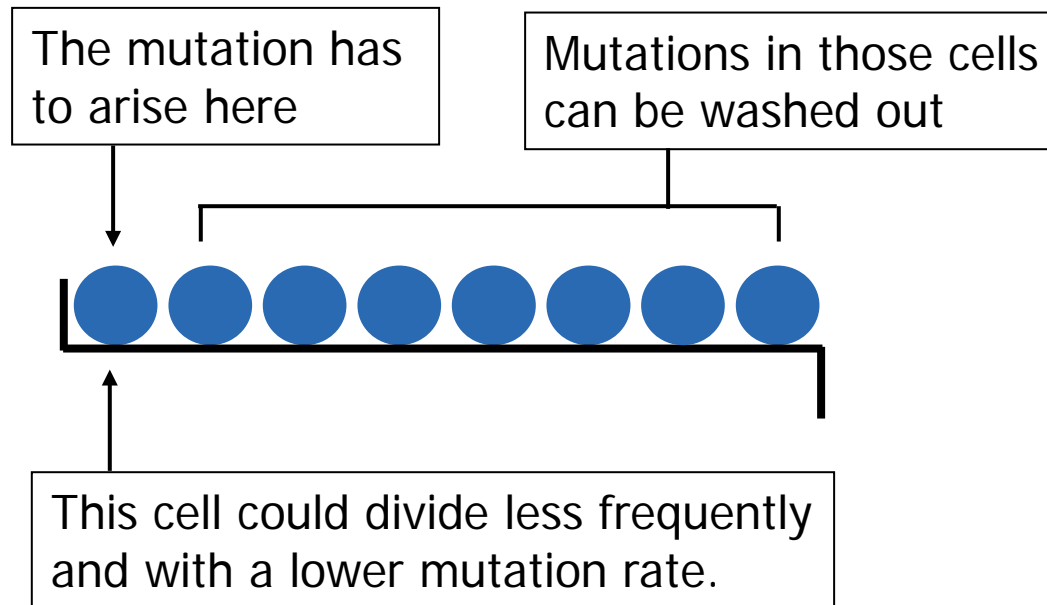 The mutation has
to arise here
Mutations in those cells
can be washed out
This cell could divide less frequently
and with a lower mutation rate.